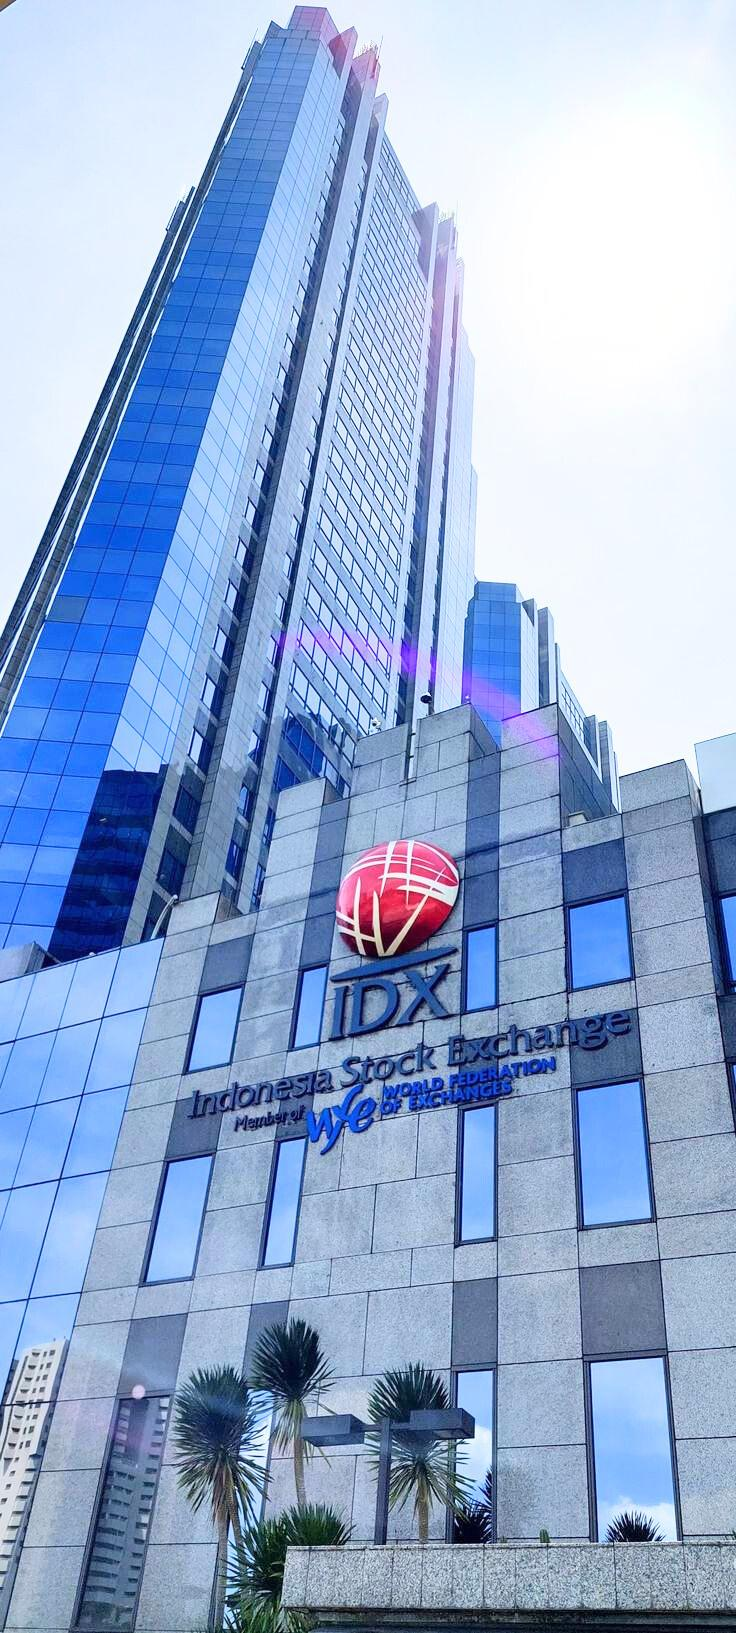 IDX
Indonesia Stock Exchange
Member of wfe WORLD FEDERATION
OF EXCHANGES